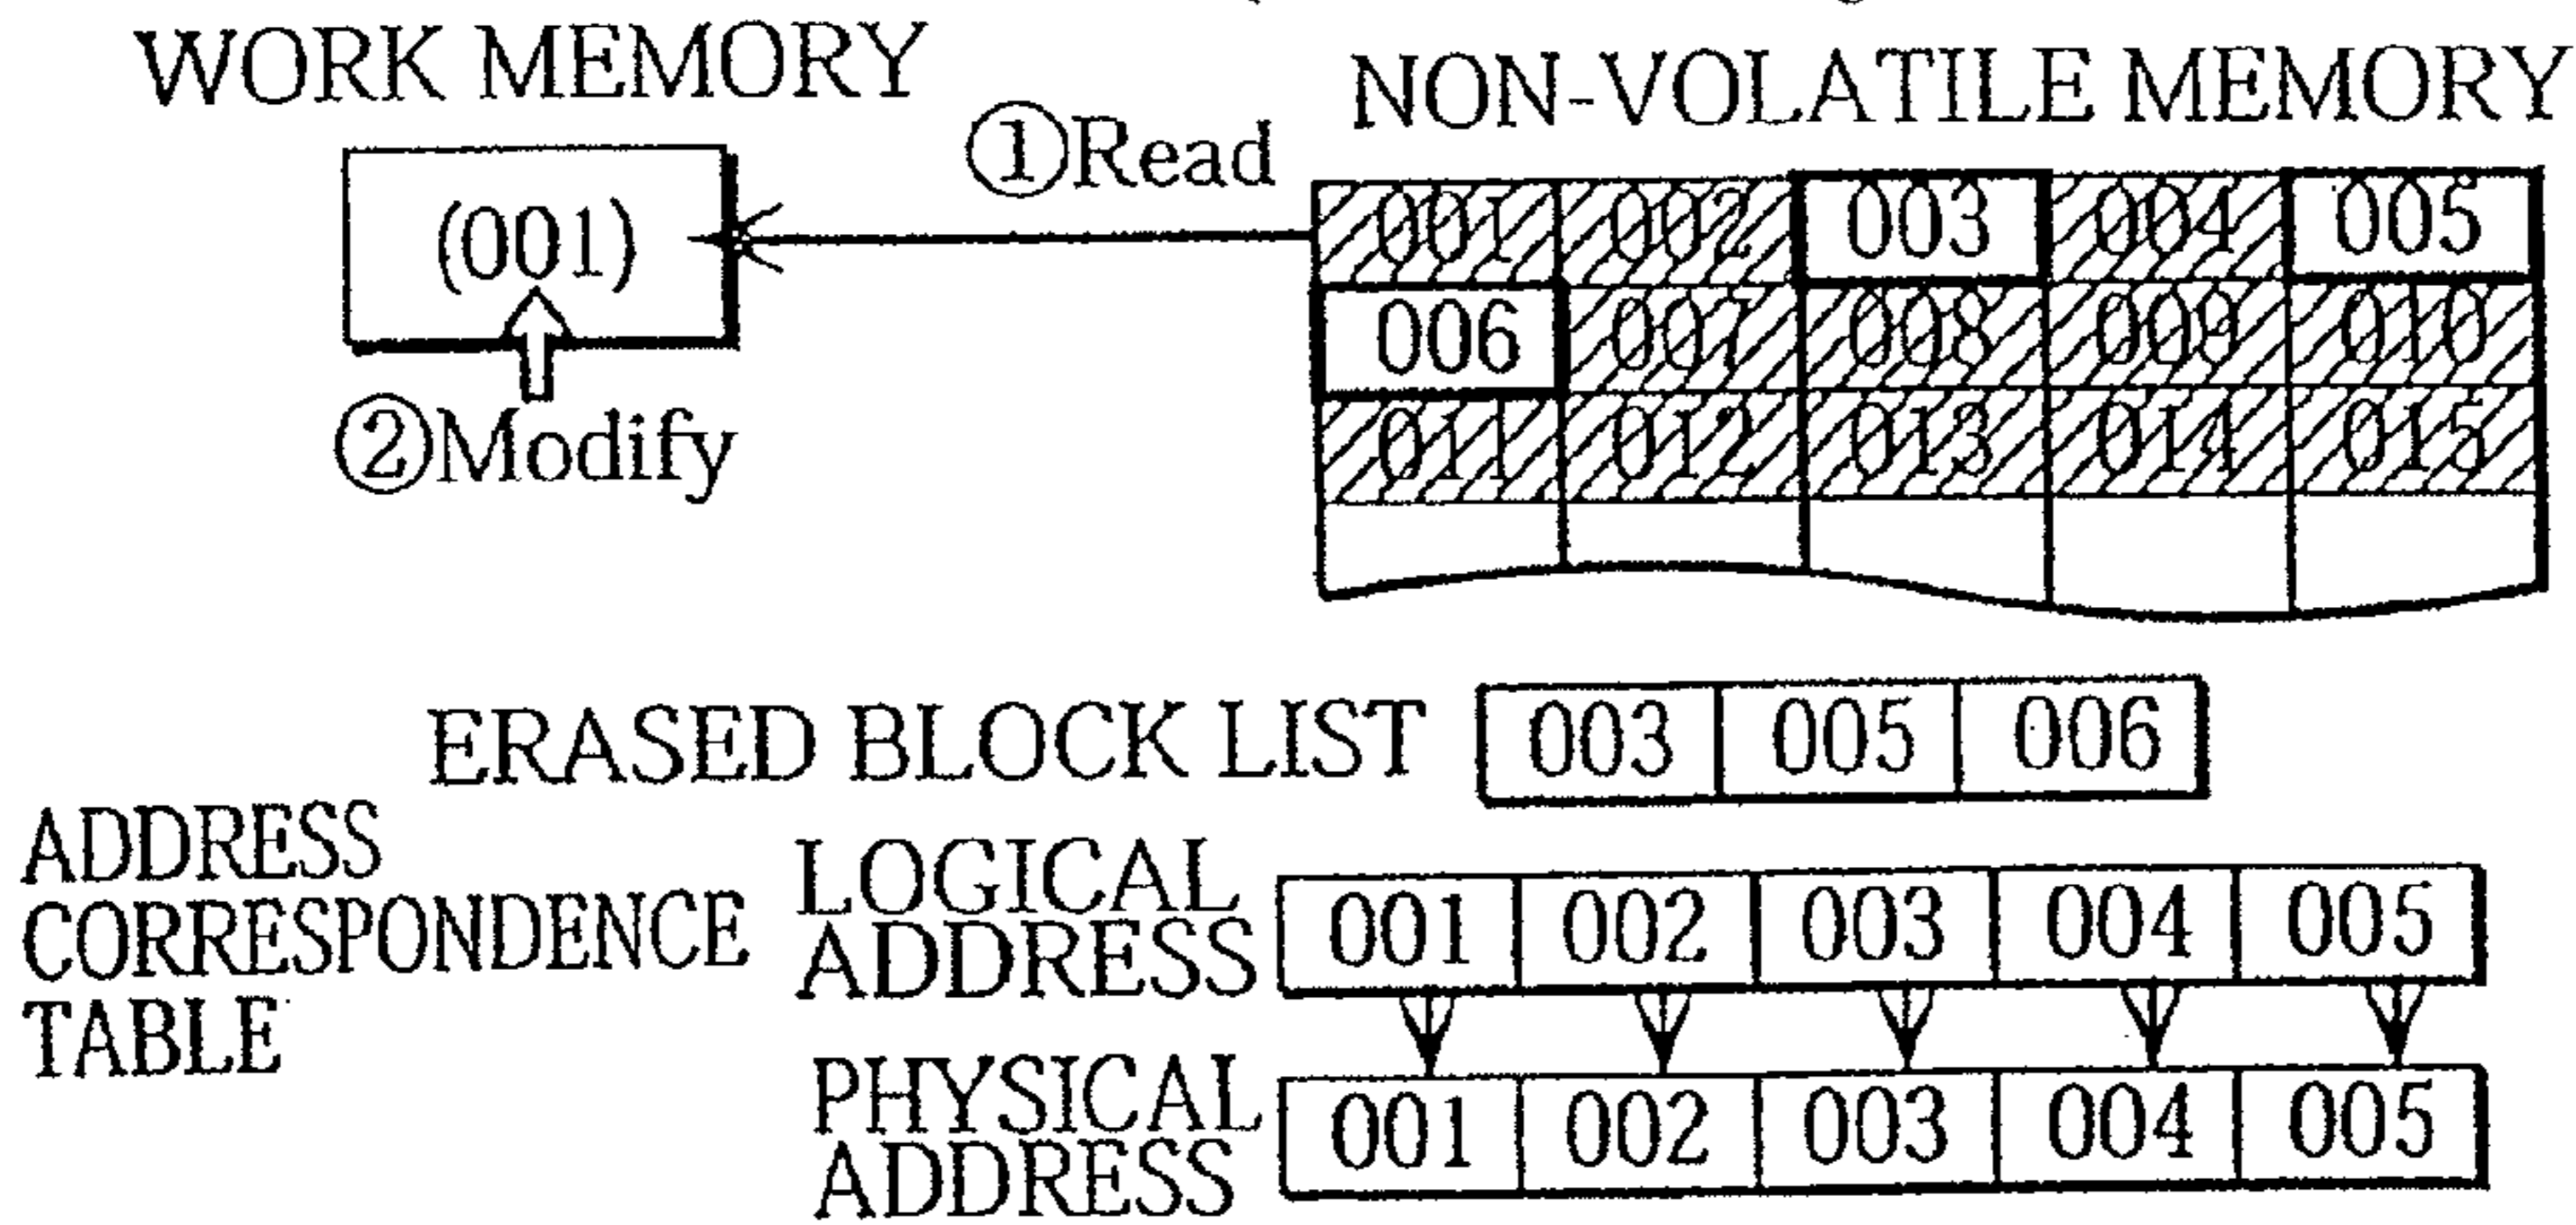 WORK MEMORY
NON-VOLATILE MEMORY
①Read
(001)
②Modify
001 002 003 004 005
006 007 008 009 010
011 012 013 014 015
ERASED BLOCK LIST 003 005 006
ADDRESS
CORRESPONDENCE
TABLE
LOGICAL
ADDRESS
001 002 003 004 005
PHYSICAL
ADDRESS
001 002 003 004 005